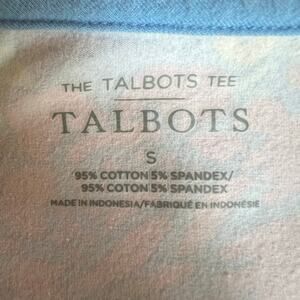 THE TALBOTS TEE
TALBOTS
S
95% COTTON 5% SPANDEX/
95% COTON 5% SPANDEX
MADE IN INDONESIA/FABRIQUÉ EN INDONÉSIE